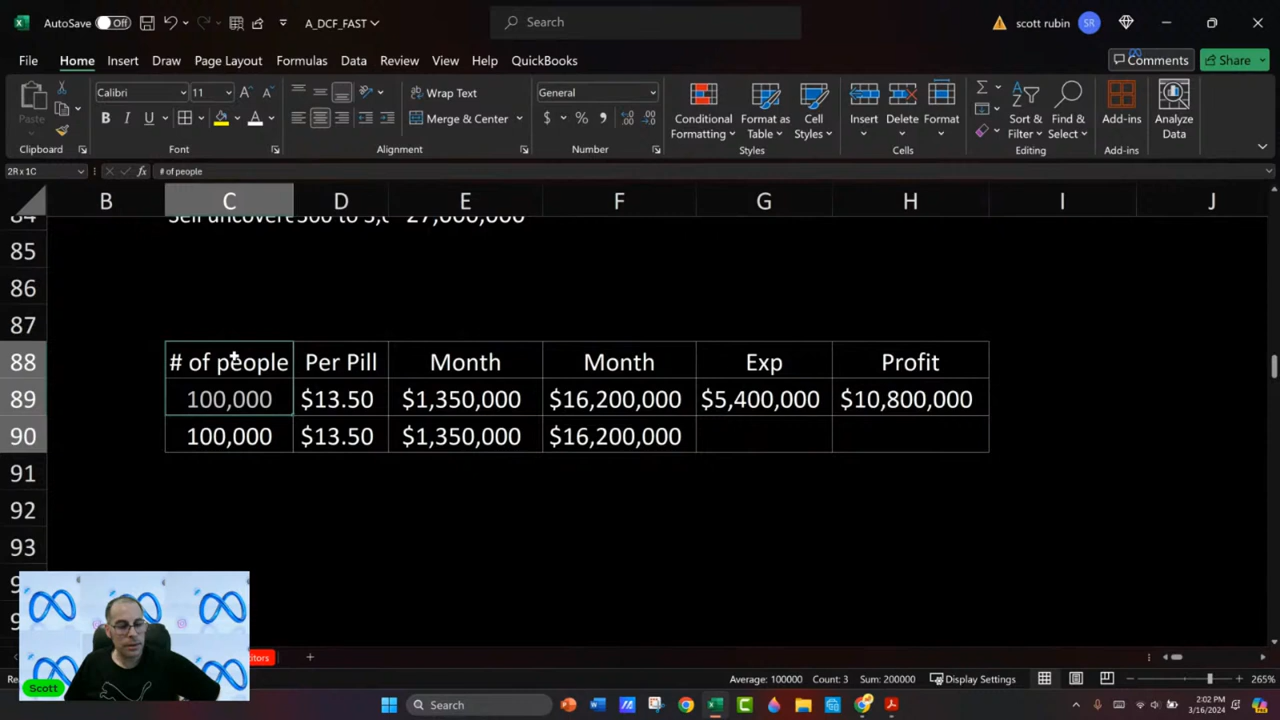 AutoSave Off A_DCF_FAST Search scott rubin SR
File Home Insert Draw Page Layout Formulas Data Review View Help QuickBooks Comments Share
Calibri 11 Wrap Text General
Paste B I U A Merge & Center $ % Conditional Formatting Format as Table Cell Styles Insert Delete Format Sort & Filter Find & Select Add-ins Analyze Data
Clipboard Font Alignment Number Styles Cells Editing Add-ins
2R x 1C fx # of people
B C D E F G H I J
85
86
87
88 # of people Per Pill Month Month Exp Profit
89 100,000 $13.50 $1,350,000 $16,200,000 $5,400,000 $10,800,000
90 100,000 $13.50 $1,350,000 $16,200,000
91
92
93
Scott
Average: 100000 Count: 3 Sum: 200000 Display Settings 265%
Search 2:02 PM
3/16/2024